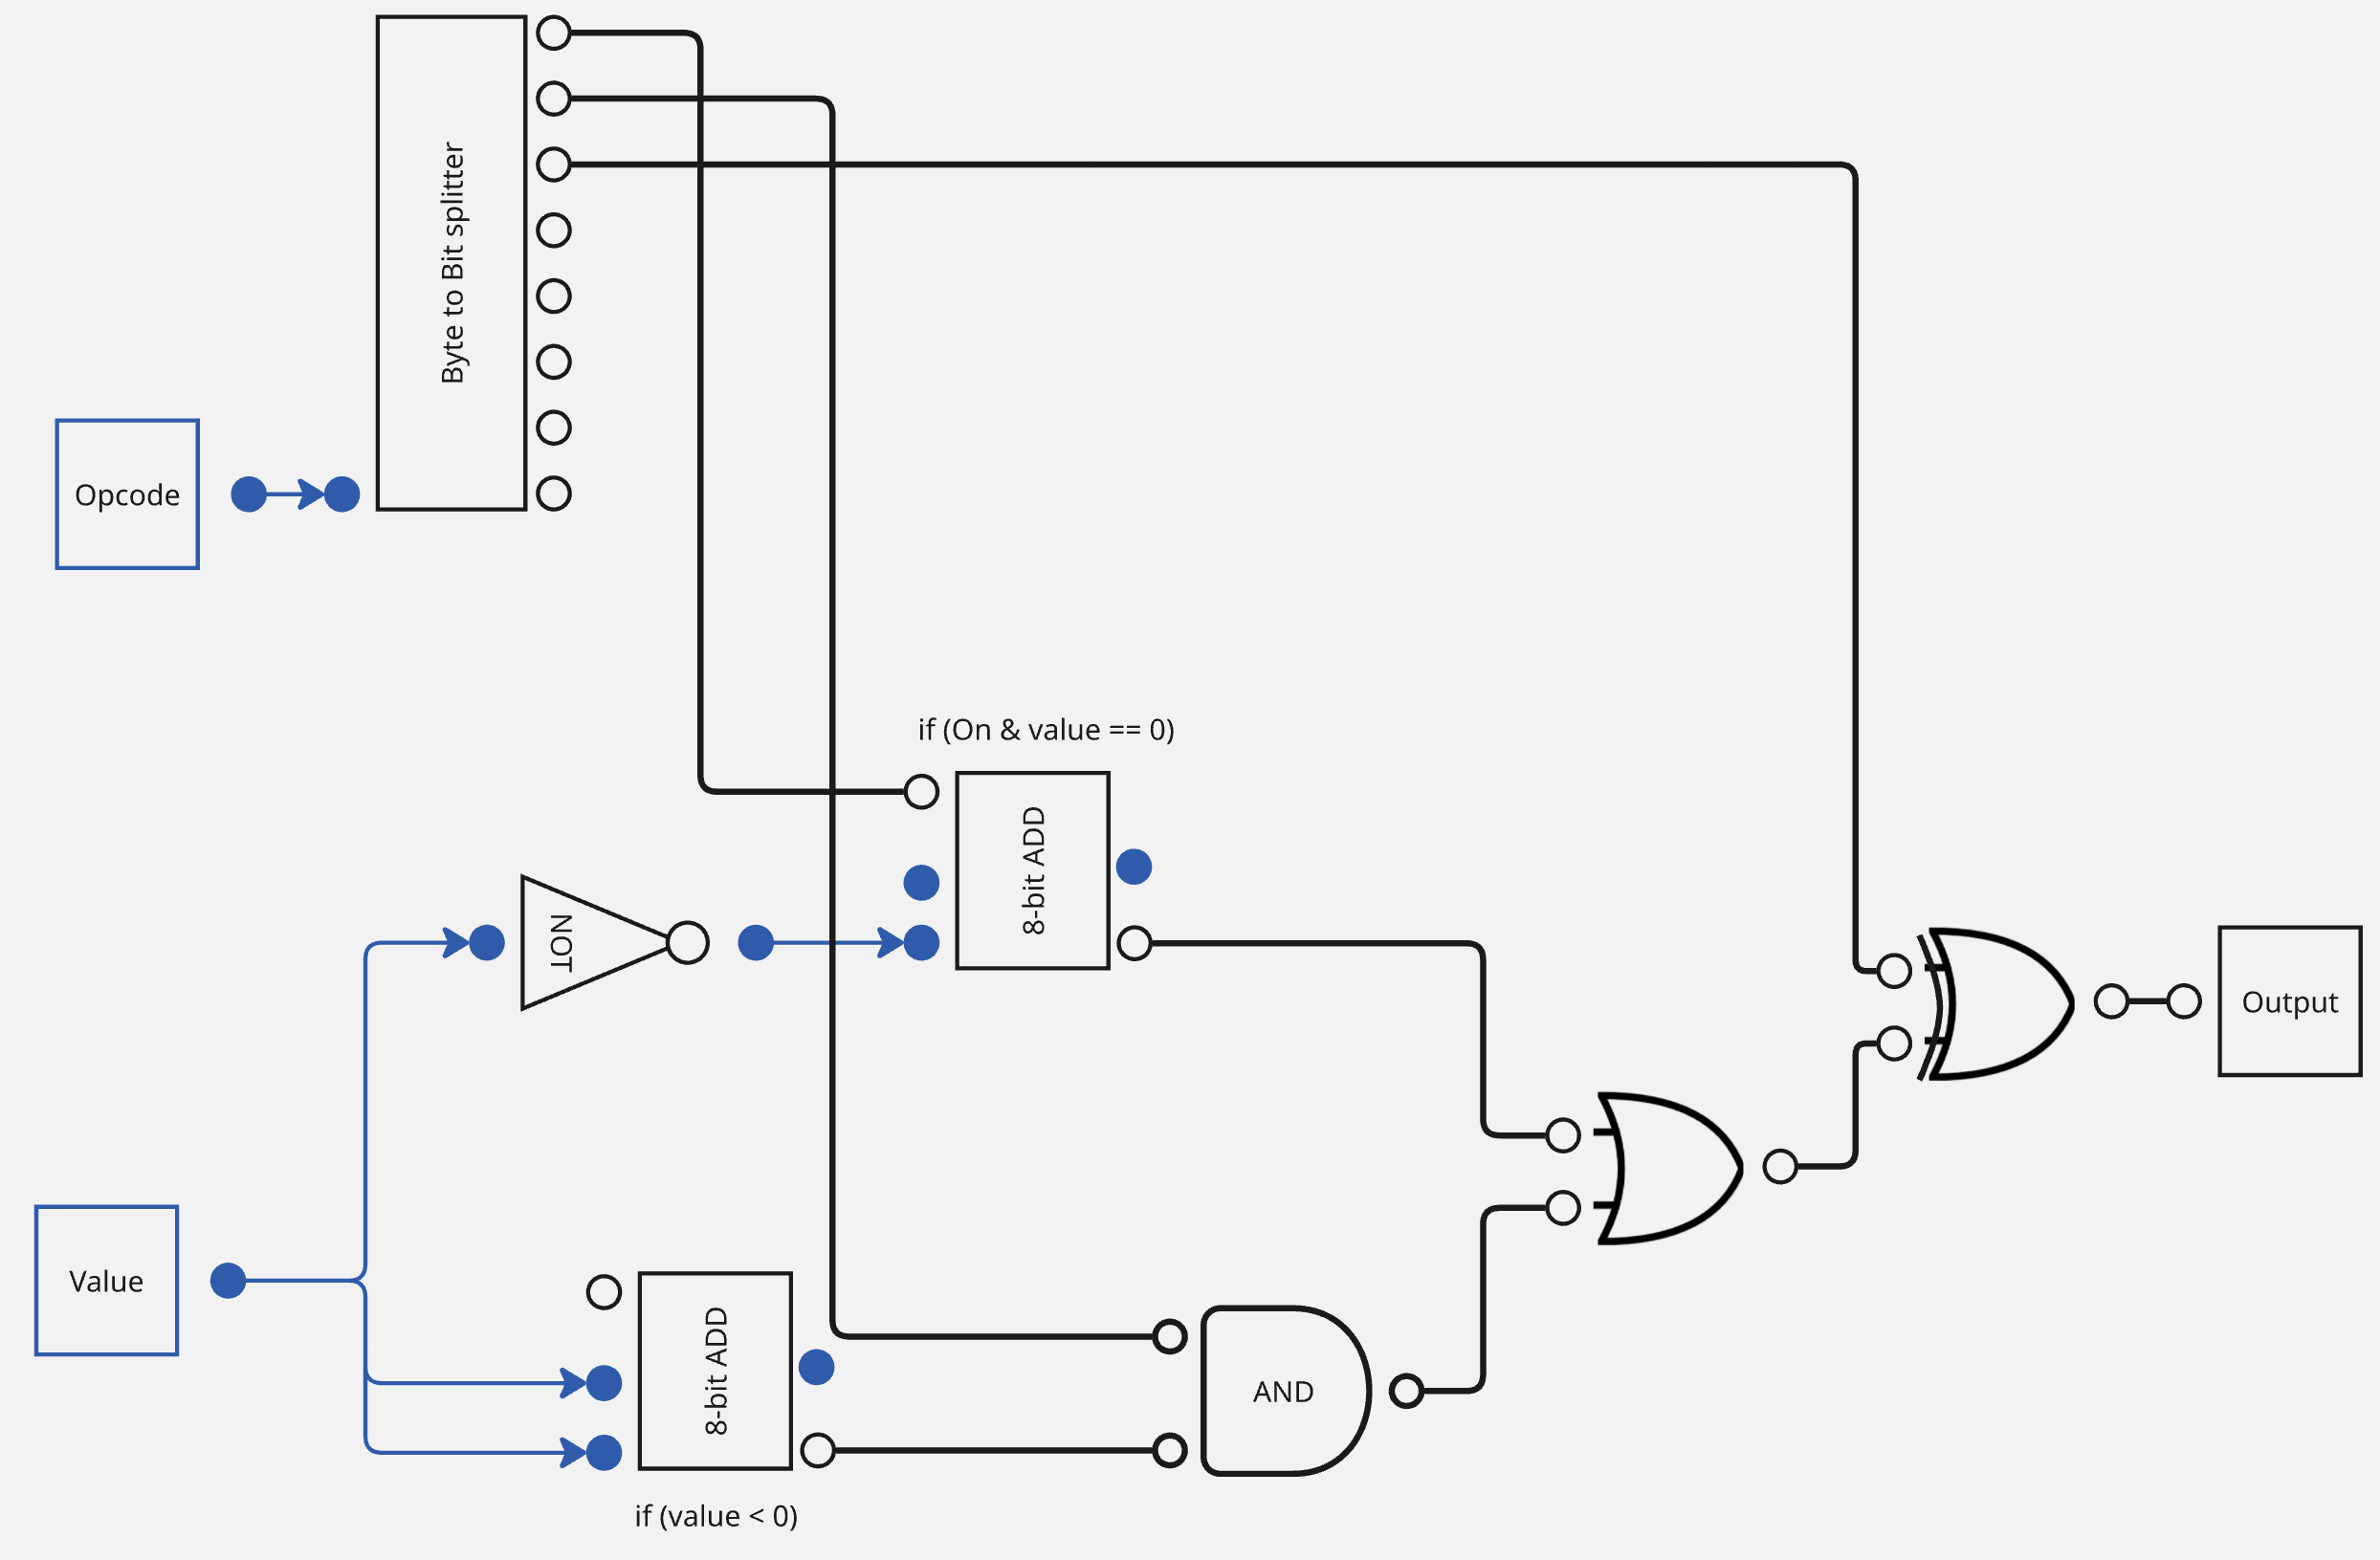 Byte to Bit splitter
Opcode
if (On & value == 0)
8-bit ADD
NOT
Output
Value
8-bit ADD
AND
if (value < 0)